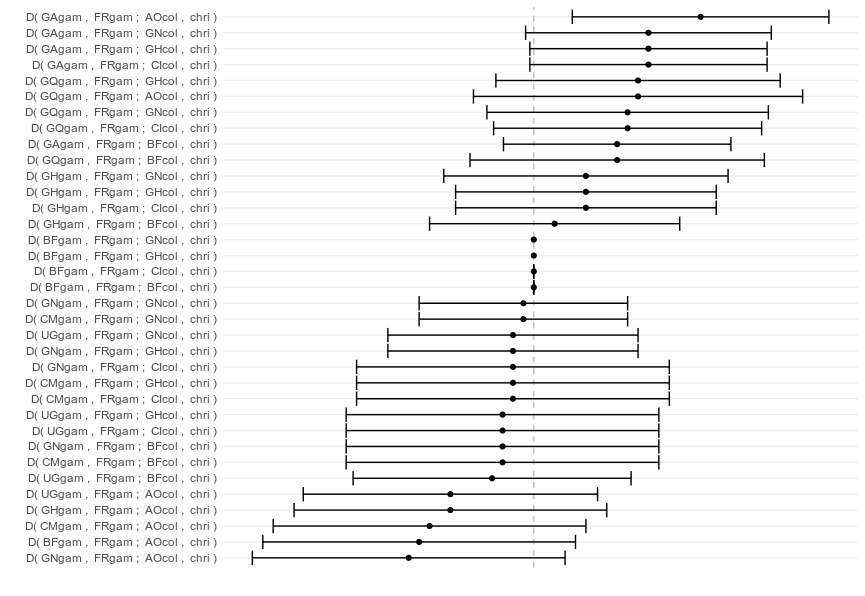 D( GAgam , FRgam ; AOcol , chri )
D( GAgam , FRgam ; GNcol , chri )
D( GAgam , FRgam ; GHcol , chri )
D( GAgam , FRgam ; CIcol , chri )
D( GQgam , FRgam ; GHcol , chri )
D( GQgam , FRgam ; AOcol , chri )
D( GQgam , FRgam ; GNcol , chri )
D( GQgam , FRgam ; CIcol , chri )
D( GAgam , FRgam ; BFcol , chri )
D( GQgam , FRgam ; BFcol , chri )
D( GHgam , FRgam ; GNcol , chri )
D( GHgam , FRgam ; GHcol , chri )
D( GHgam , FRgam ; CIcol , chri )
D( GHgam , FRgam ; BFcol , chri )
D( BFgam , FRgam ; GNcol , chri )
D( BFgam , FRgam ; GHcol , chri )
D( BFgam , FRgam ; CIcol , chri )
D( BFgam , FRgam ; BFcol , chri )
D( GNgam , FRgam ; GNcol , chri )
D( CMgam , FRgam ; GNcol , chri )
D( UGgam , FRgam ; GNcol , chri )
D( GNgam , FRgam ; GHcol , chri )
D( GNgam , FRgam ; CIcol , chri )
D( CMgam , FRgam ; GHcol , chri )
D( CMgam , FRgam ; CIcol , chri )
D( UGgam , FRgam ; GHcol , chri )
D( UGgam , FRgam ; CIcol , chri )
D( GNgam , FRgam ; BFcol , chri )
D( CMgam , FRgam ; BFcol , chri )
D( UGgam , FRgam ; BFcol , chri )
D( UGgam , FRgam ; AOcol , chri )
D( GHgam , FRgam ; AOcol , chri )
D( CMgam , FRgam ; AOcol , chri )
D( BFgam , FRgam ; AOcol , chri )
D( GNgam , FRgam ; AOcol , chri )